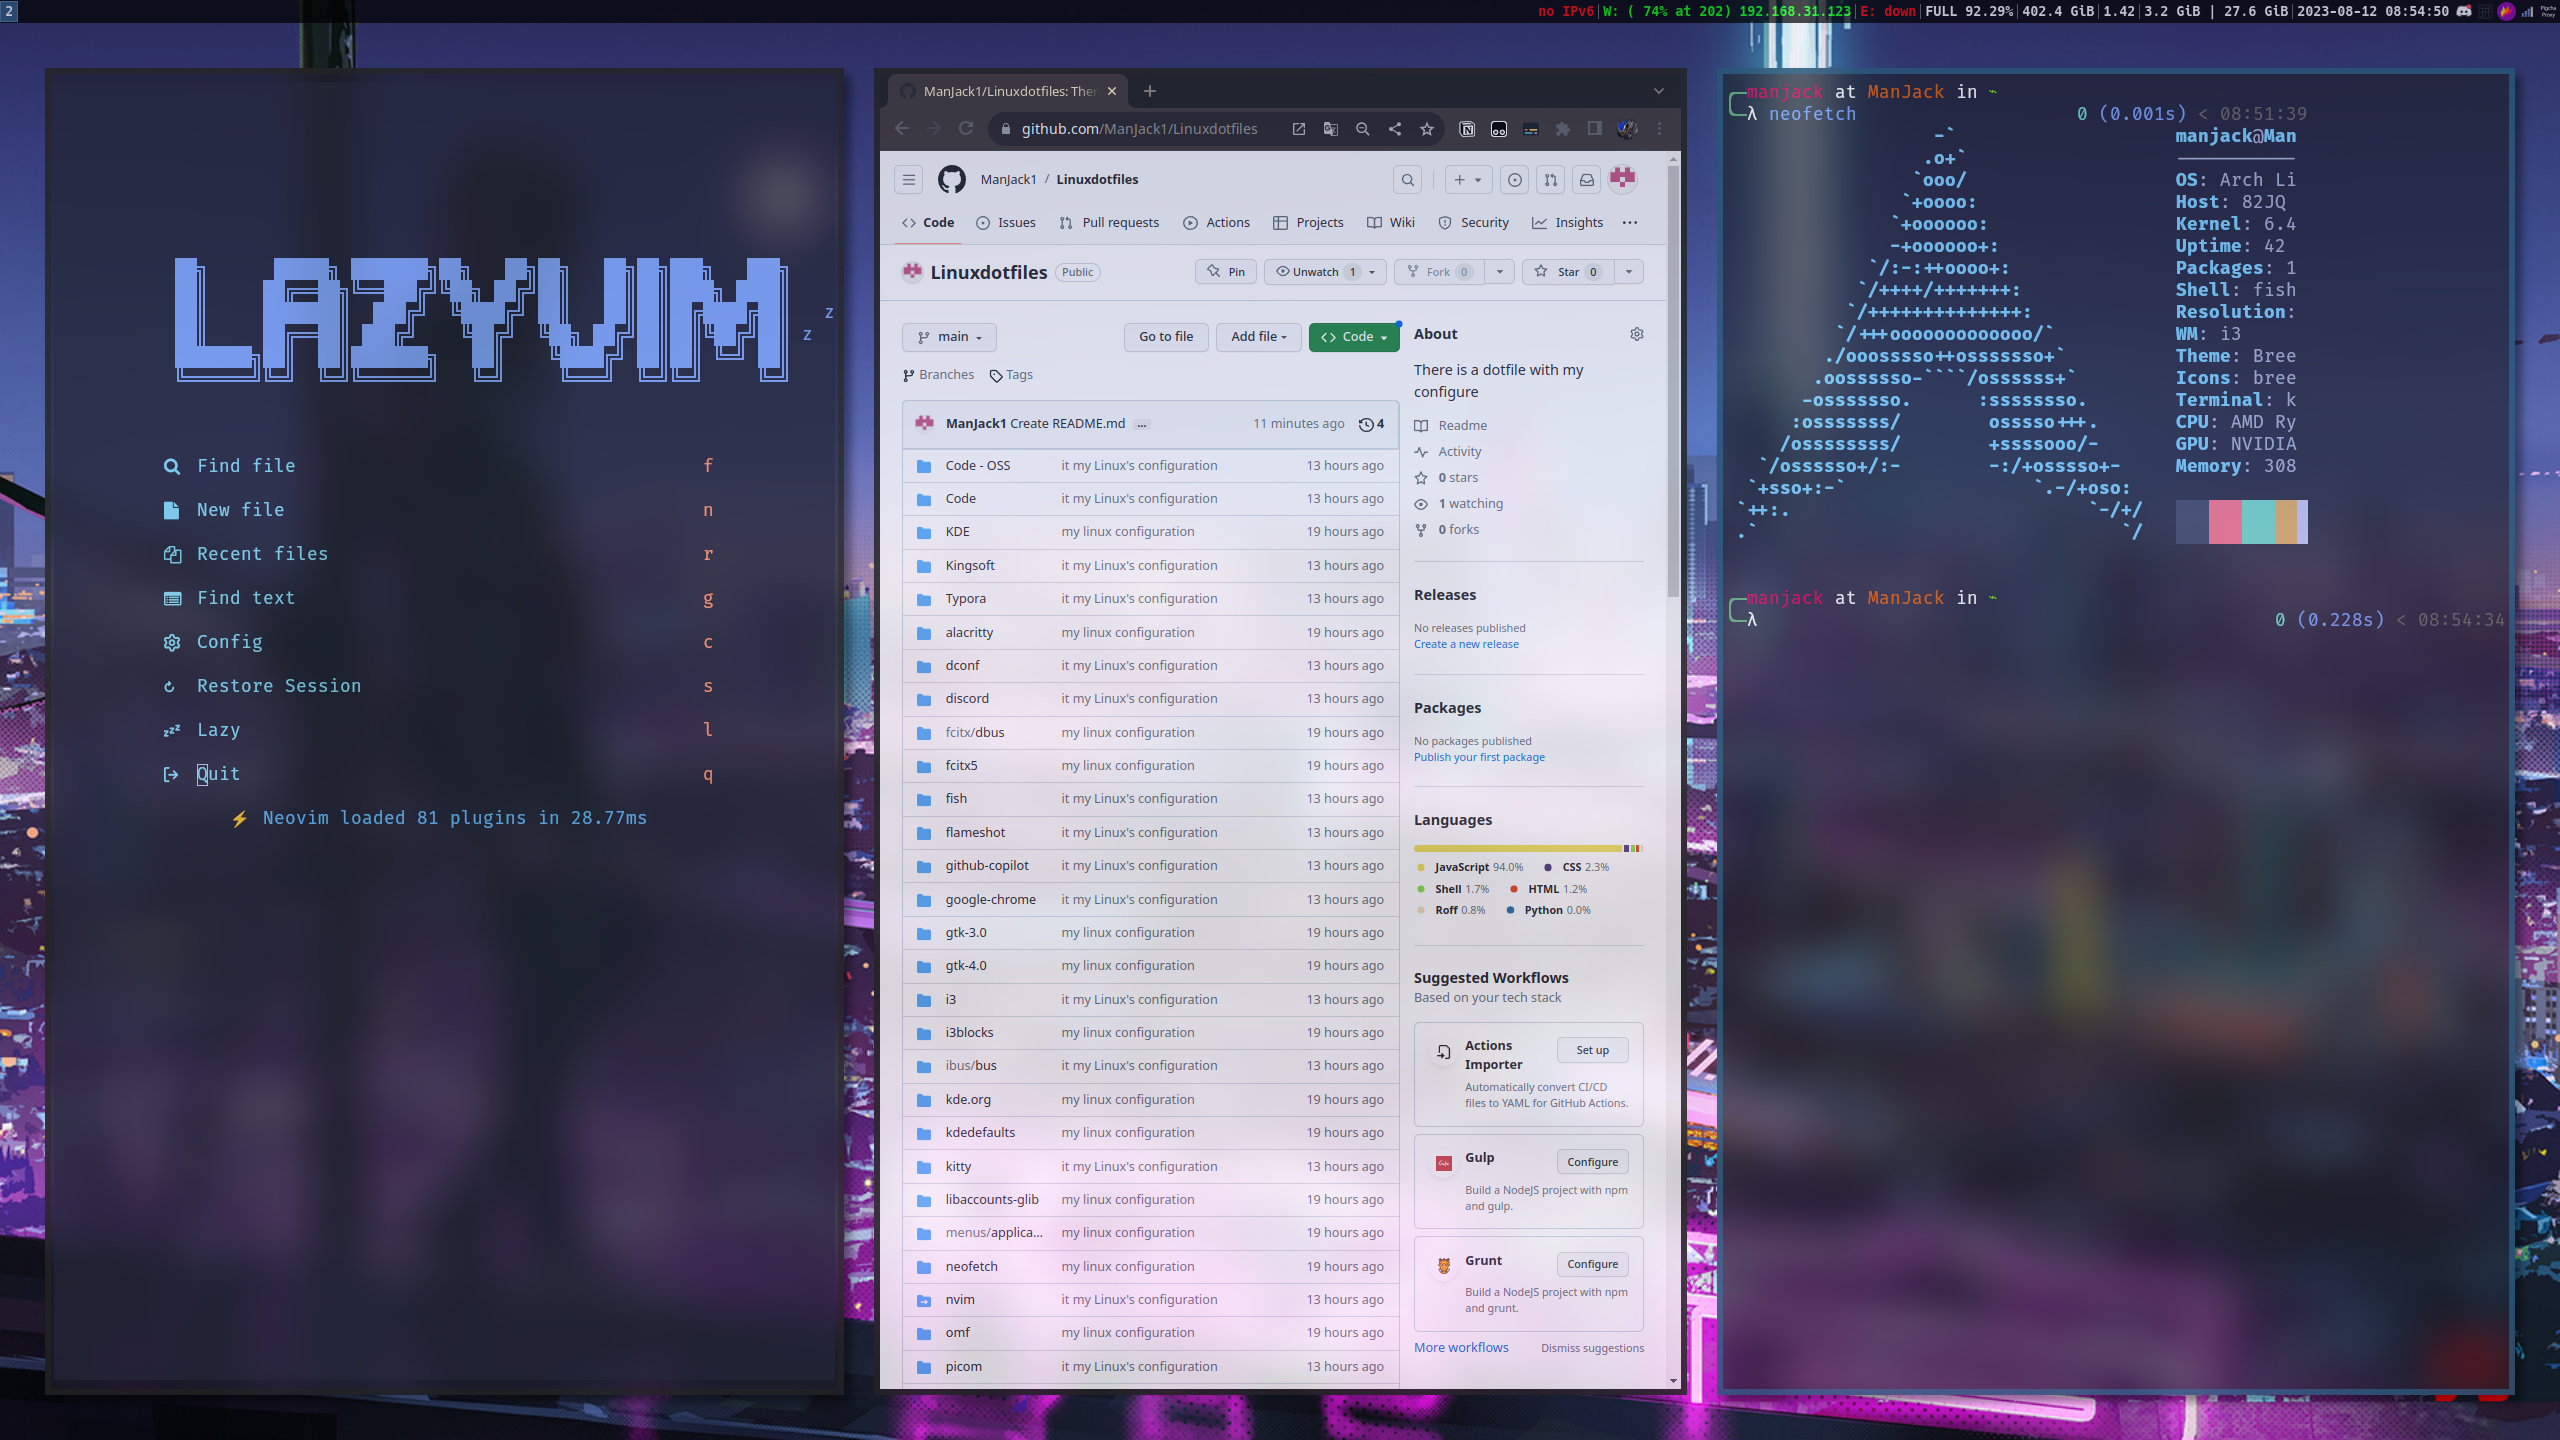 2
no IPv6|W: ( 74% at 202) 192.168.31.123|E: down|FULL 92.29%|402.4 GiB|1.42|3.2 GiB | 27.6 GiB|2023-08-12 08:54:50
LAZYVIM
z
z
Find file f
New file n
Recent files r
Find text g
Config c
Restore Session s
Lazy l
Quit q
⚡ Neovim loaded 81 plugins in 28.77ms
ManJack1/Linuxdotfiles: Ther
github.com/ManJack1/Linuxdotfiles
ManJack1 / Linuxdotfiles
Code Issues Pull requests Actions Projects Wiki Security Insights
Linuxdotfiles Public Pin Unwatch 1 Fork 0 Star 0
main Go to file Add file Code
Branches Tags
ManJack1 Create README.md ... 11 minutes ago 4
Code - OSS it my Linux's configuration 13 hours ago
Code it my Linux's configuration 13 hours ago
KDE my linux configuration 19 hours ago
Kingsoft it my Linux's configuration 13 hours ago
Typora it my Linux's configuration 13 hours ago
alacritty my linux configuration 19 hours ago
dconf it my Linux's configuration 13 hours ago
discord it my Linux's configuration 13 hours ago
fcitx/dbus my linux configuration 19 hours ago
fcitx5 my linux configuration 19 hours ago
fish it my Linux's configuration 13 hours ago
flameshot it my Linux's configuration 13 hours ago
github-copilot it my Linux's configuration 13 hours ago
google-chrome it my Linux's configuration 13 hours ago
gtk-3.0 my linux configuration 19 hours ago
gtk-4.0 my linux configuration 19 hours ago
i3 it my Linux's configuration 13 hours ago
i3blocks my linux configuration 19 hours ago
ibus/bus it my Linux's configuration 13 hours ago
kde.org my linux configuration 19 hours ago
kdedefaults my linux configuration 19 hours ago
kitty it my Linux's configuration 13 hours ago
libaccounts-glib my linux configuration 19 hours ago
menus/applica... my linux configuration 19 hours ago
neofetch my linux configuration 19 hours ago
nvim it my Linux's configuration 13 hours ago
omf my linux configuration 19 hours ago
picom it my Linux's configuration 13 hours ago
About
There is a dotfile with my
configure
Readme
Activity
0 stars
1 watching
0 forks
Releases
No releases published
Create a new release
Packages
No packages published
Publish your first package
Languages
JavaScript 94.0% CSS 2.3%
Shell 1.7% HTML 1.2%
Roff 0.8% Python 0.0%
Suggested Workflows
Based on your tech stack
Actions
Importer
Set up
Automatically convert CI/CD
files to YAML for GitHub Actions.
Gulp Configure
Build a NodeJS project with npm
and gulp.
Grunt Configure
Build a NodeJS project with npm
and grunt.
More workflows Dismiss suggestions
manjack at ManJack in ~
λ neofetch 0 (0.001s) < 08:51:39
manjack@Man
-----------
OS: Arch Li
Host: 82JQ
Kernel: 6.4
Uptime: 42
Packages: 1
Shell: fish
Resolution:
WM: i3
Theme: Bree
Icons: bree
Terminal: k
CPU: AMD Ry
GPU: NVIDIA
Memory: 308
manjack at ManJack in ~
λ 0 (0.228s) < 08:54:34